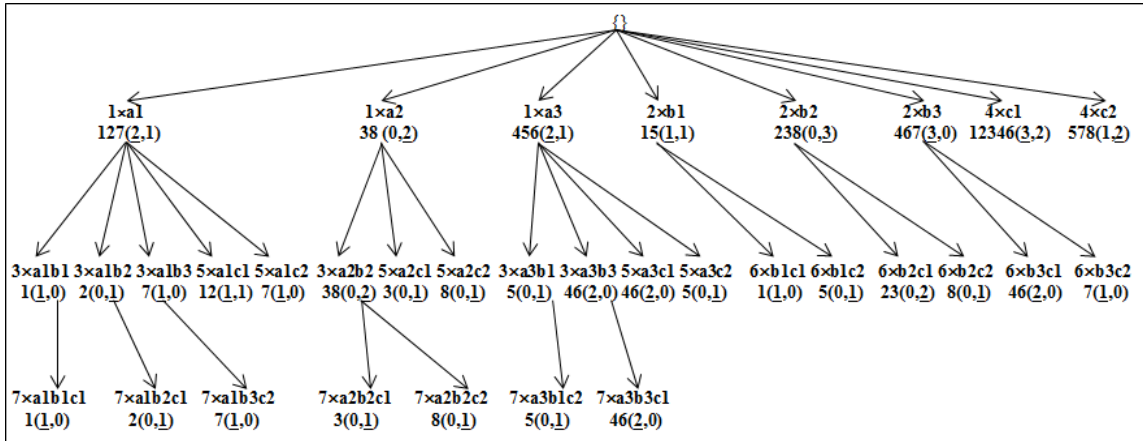 {}
1×a1 1×a2 1×a3 2×b1 2×b2 2×b3 4×c1 4×c2
127(2,1) 38 (0,2) 456(2,1) 15(1,1) 238(0,3) 467(3,0) 12346(3,2) 578(1,2)
3×a1b1 3×a1b2 3×a1b3 5×a1c1 5×a1c2 3×a2b2 5×a2c1 5×a2c2 3×a3b1 3×a3b3 5×a3c1 5×a3c2 6×b1c1 6×b1c2 6×b2c1 6×b2c2 6×b3c1 6×b3c2
1(1,0) 2(0,1) 7(1,0) 12(1,1) 7(1,0) 38(0,2) 3(0,1) 8(0,1) 5(0,1) 46(2,0) 46(2,0) 5(0,1) 1(1,0) 5(0,1) 23(0,2) 8(0,1) 46(2,0) 7(1,0)
7×a1b1c1 7×a1b2c1 7×a1b3c2 7×a2b2c1 7×a2b2c2 7×a3b1c2 7×a3b3c1
1(1,0) 2(0,1) 7(1,0) 3(0,1) 8(0,1) 5(0,1) 46(2,0)